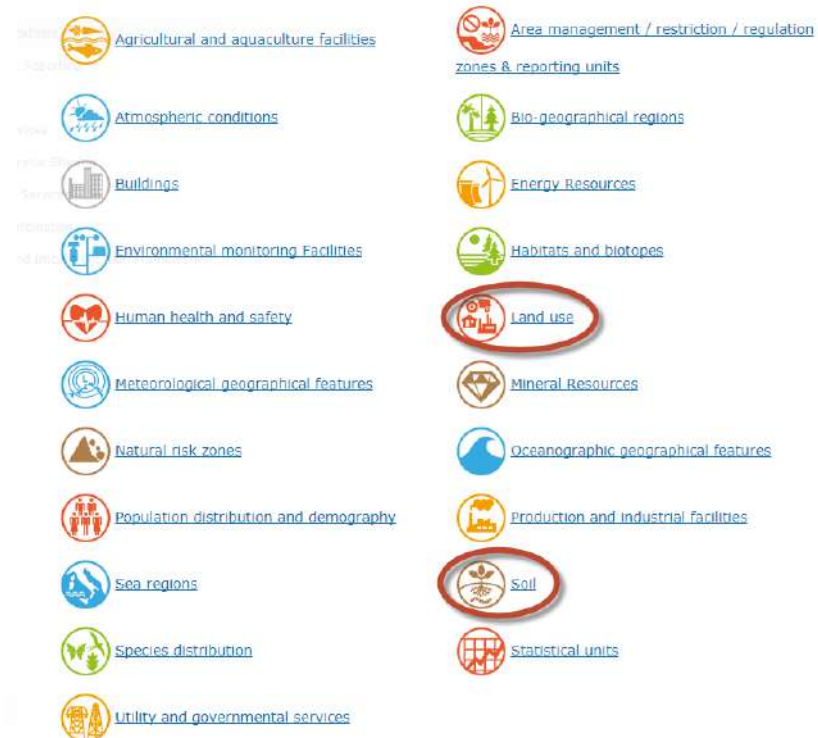 Agricultural and aquaculture facilities
Area management / restriction / regulation
zones & reporting units
Atmospheric conditions
Bio-geographical regions
Buildings
Energy Resources
Environmental monitoring Facilities
Habitats and biotopes
Human health and safety
Land use
Meteorological geographical features
Mineral Resources
Natural risk zones
Oceanographic geographical features
Population distribution and demography
Production and industrial facilities
Sea regions
Soil
Species distribution
Statistical units
Utility and governmental services